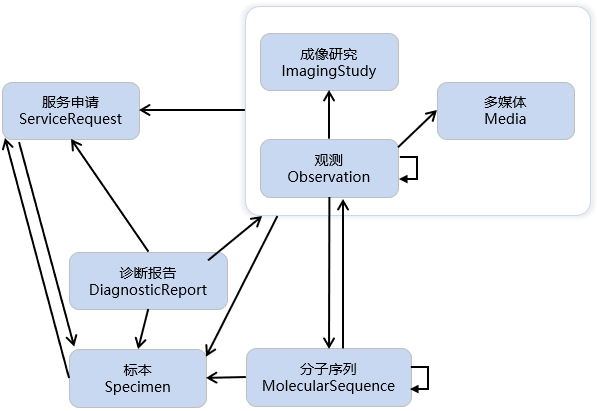 成像研究
ImagingStudy
服务申请
ServiceRequest
多媒体
Media
观测
Observation
诊断报告
DiagnosticReport
标本
Specimen
分子序列
MolecularSequence